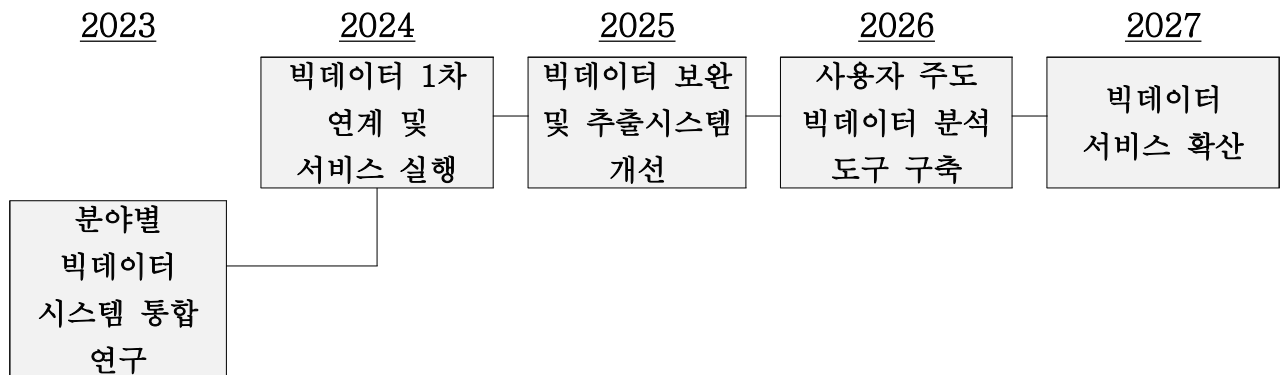 2023
2024
2025
2026
2027
빅데이터 1차
연계 및
서비스 실행
빅데이터 보완
및 추출시스템
개선
사용자 주도
빅데이터 분석
도구 구축
빅데이터
서비스 확산
분야별
빅데이터
시스템 통합
연구